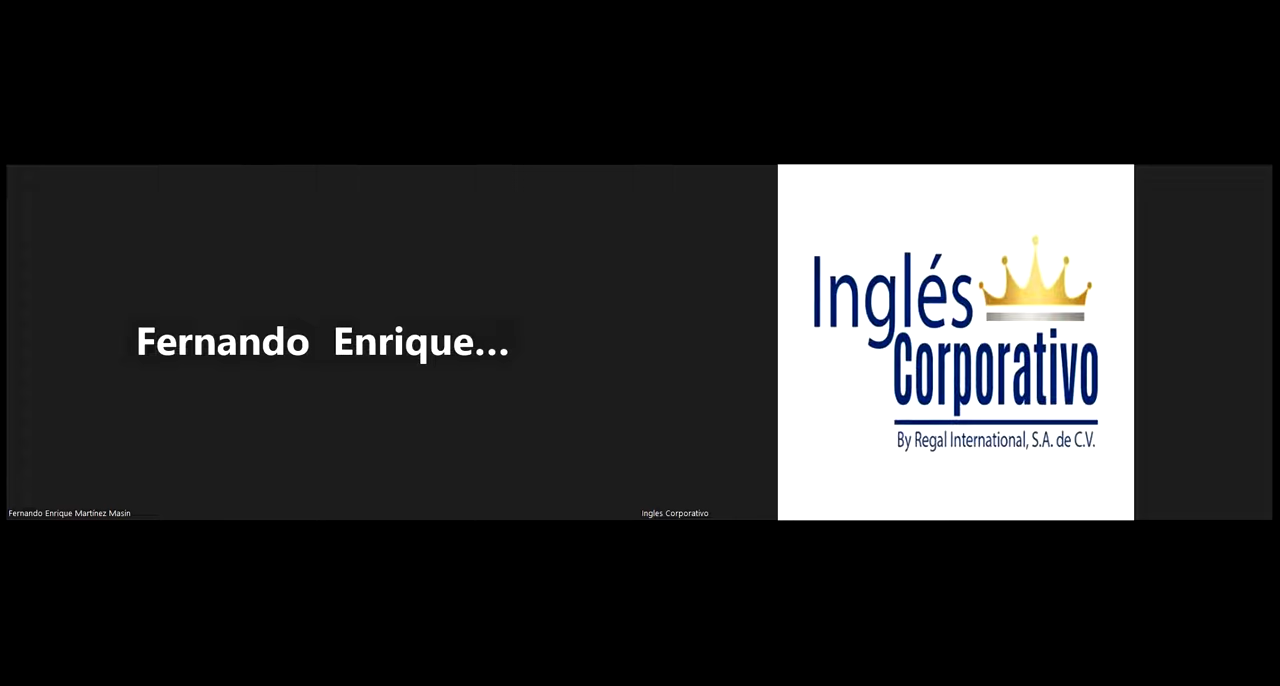 Fernando Enrique...
Fernando Enrique Martínez Masin
Inglés
Corporativo
By Regal International, S.A. de C.V.
Ingles Corporativo